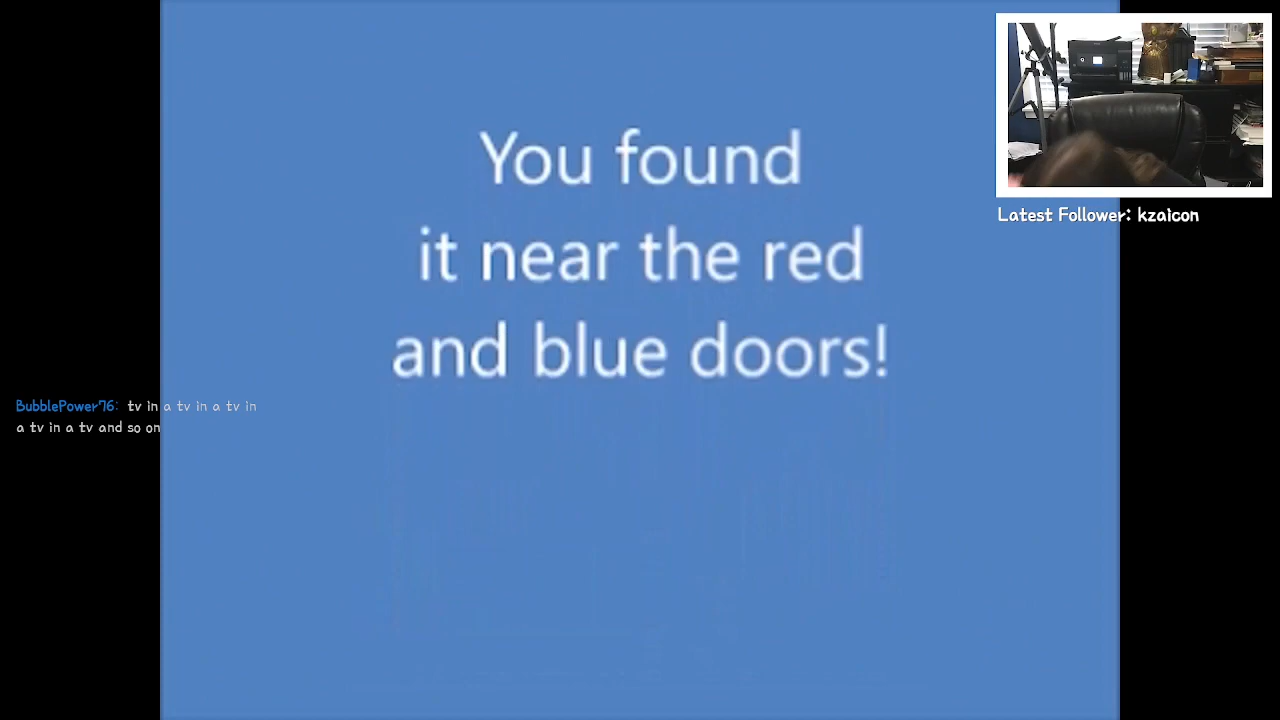 You found
it near the red
and blue doors!
Latest Follower: kzaicon
BubblePower76: tv in a tv in a tv in
a tv in a tv and so on